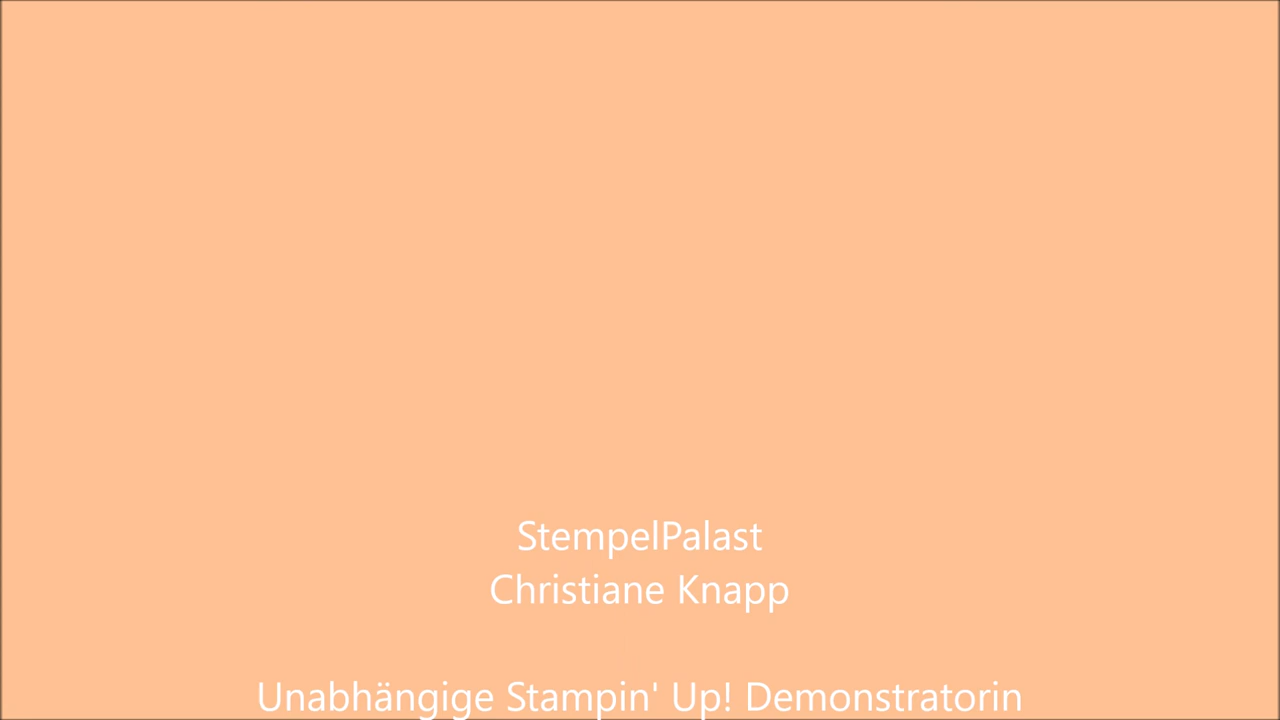 StempelPalast
Christiane Knapp
Unabhängige Stampin' Up! Demonstratorin